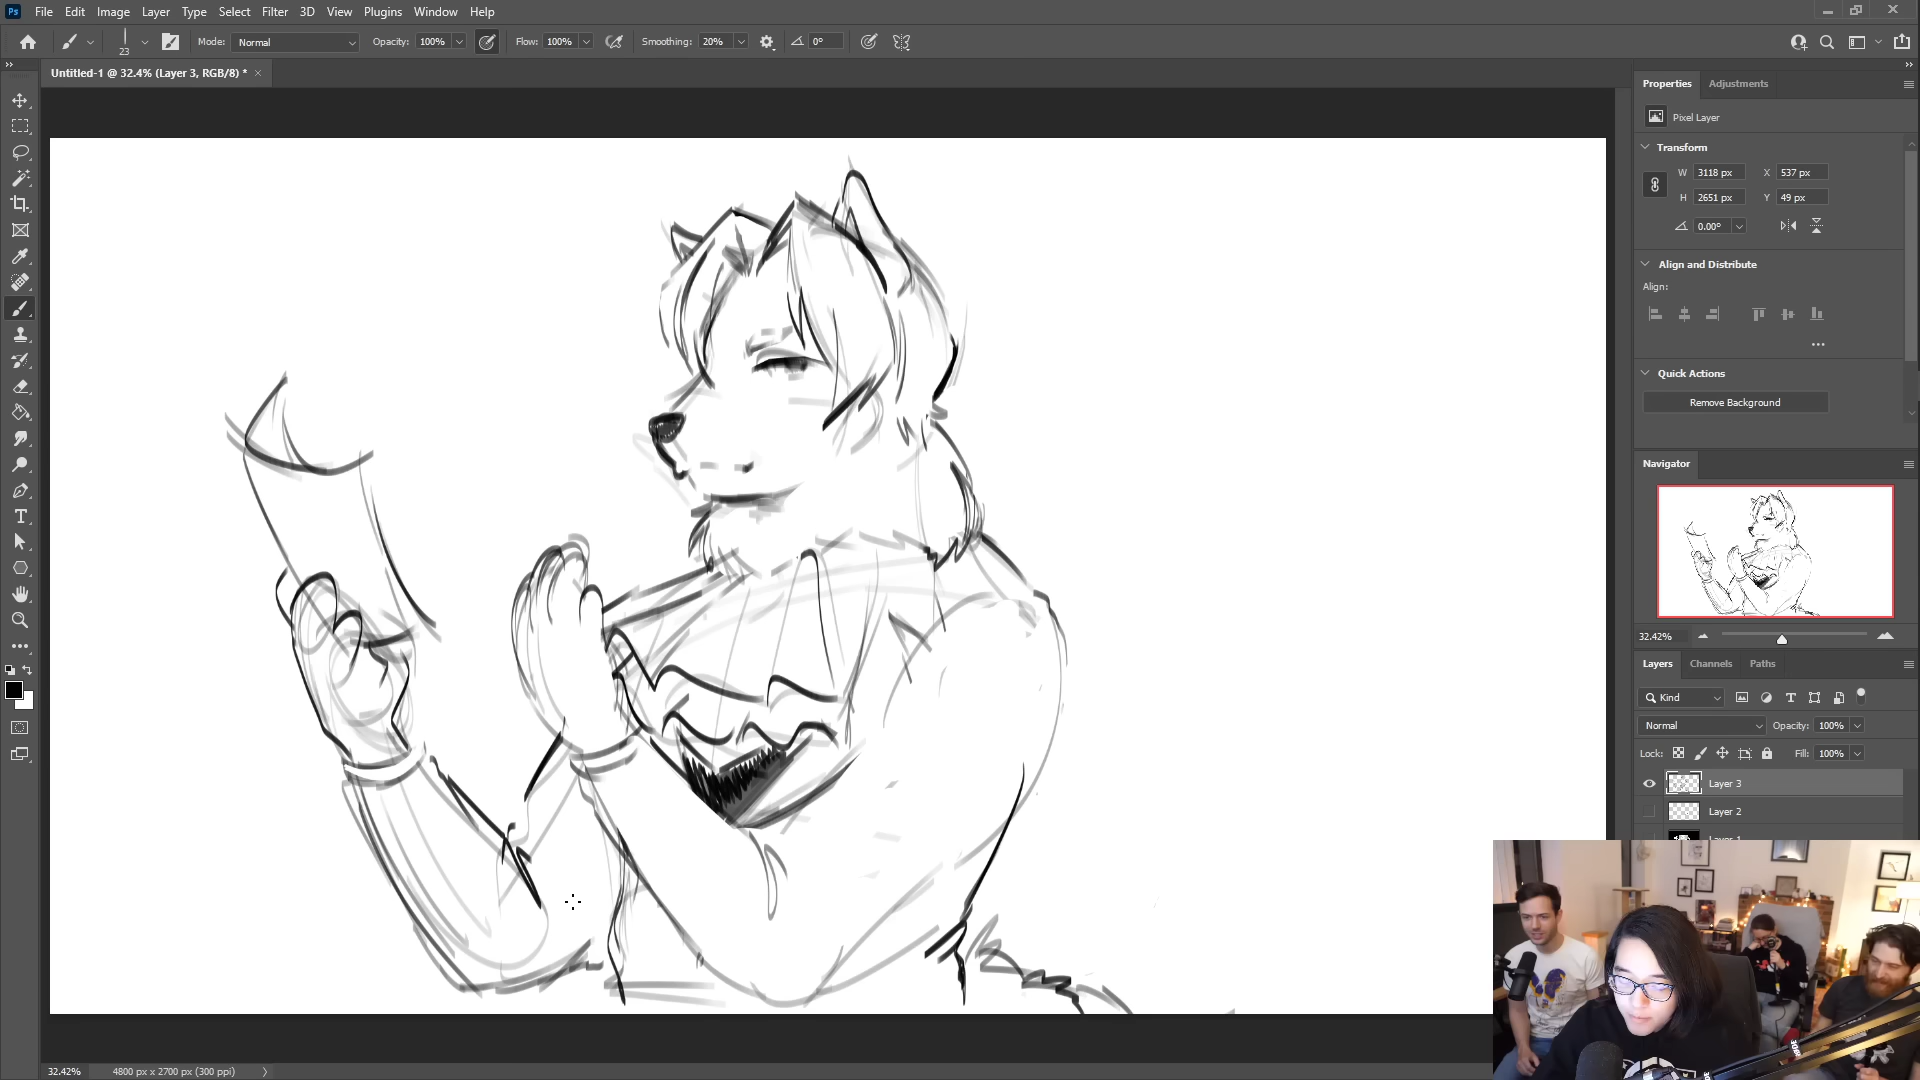 Ps File Edit Image Layer Type Select Filter 3D View Plugins Window Help
23 Mode: Normal Opacity: 100% Flow: 100% Smoothing: 20% 0°
Untitled-1 @ 32.4% (Layer 3, RGB/8) *
Properties Adjustments
Pixel Layer
Transform
W 3118 px X 537 px
H 2651 px Y 49 px
0.00°
Align and Distribute
Align:
Quick Actions
Remove Background
Navigator
32.42%
Layers Channels Paths
Kind
Normal Opacity: 100%
Lock: Fill: 100%
Layer 3
Layer 2
32.42% 4800 px x 2700 px (300 ppi)